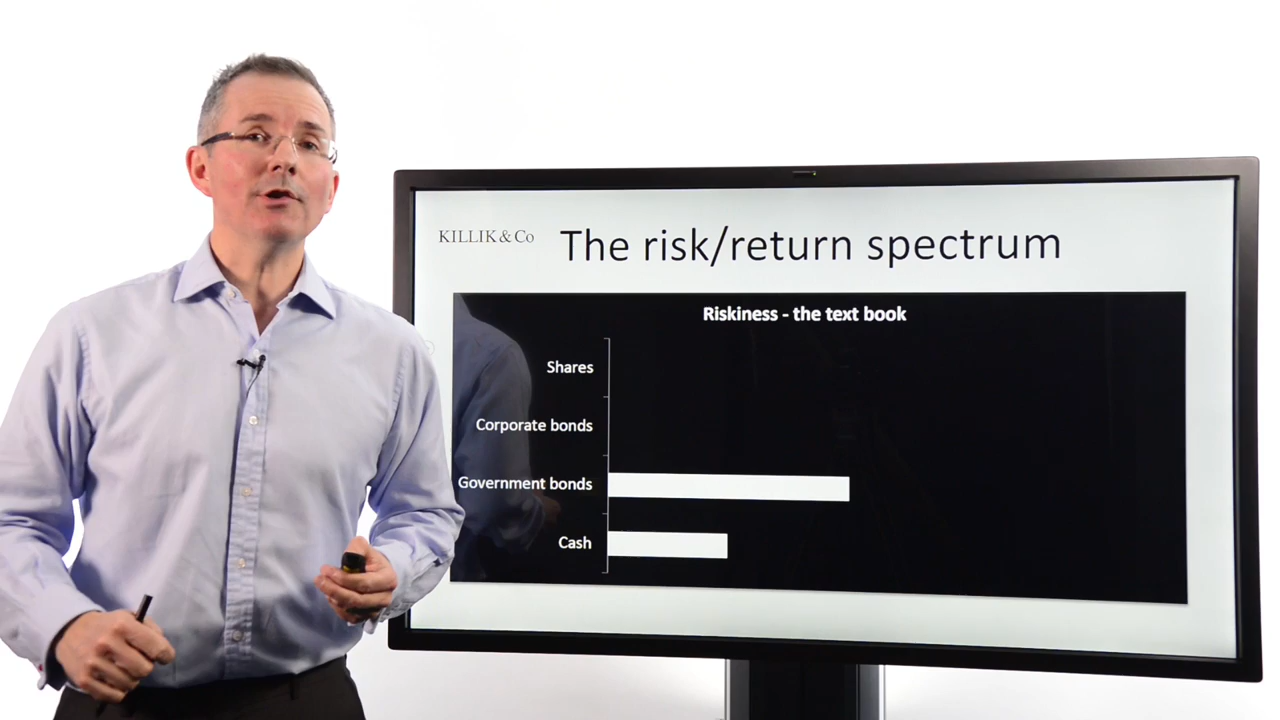 KILLIK & Co
The risk/return spectrum
Riskiness - the text book
Shares
Corporate bonds
Government bonds
Cash